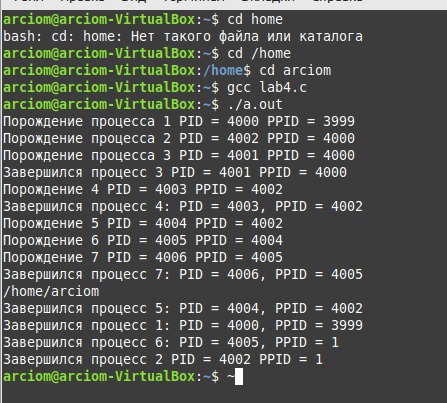 arciom@arciom-VirtualBox:~$ cd home
bash: cd: home: Нет такого файла или каталога
arciom@arciom-VirtualBox:~$ cd /home
arciom@arciom-VirtualBox:/home$ cd arciom
arciom@arciom-VirtualBox:~$ gcc lab4.c
arciom@arciom-VirtualBox:~$ ./a.out
Порождение процесса 1 PID = 4000 PPID = 3999
Порождение процесса 2 PID = 4002 PPID = 4000
Порождение процесса 3 PID = 4001 PPID = 4000
Завершился процесс 3 PID = 4001 PPID = 4000
Порождение 4 PID = 4003 PPID = 4002
Завершился процесс 4: PID = 4003, PPID = 4002
Порождение 5 PID = 4004 PPID = 4002
Порождение 6 PID = 4005 PPID = 4004
Порождение 7 PID = 4006 PPID = 4005
Завершился процесс 7: PID = 4006, PPID = 4005
/home/arciom
Завершился процесс 5: PID = 4004, PPID = 4002
Завершился процесс 1: PID = 4000, PPID = 3999
Завершился процесс 6: PID = 4005, PPID = 1
Завершился процесс 2 PID = 4002 PPID = 1
arciom@arciom-VirtualBox:~$ ~